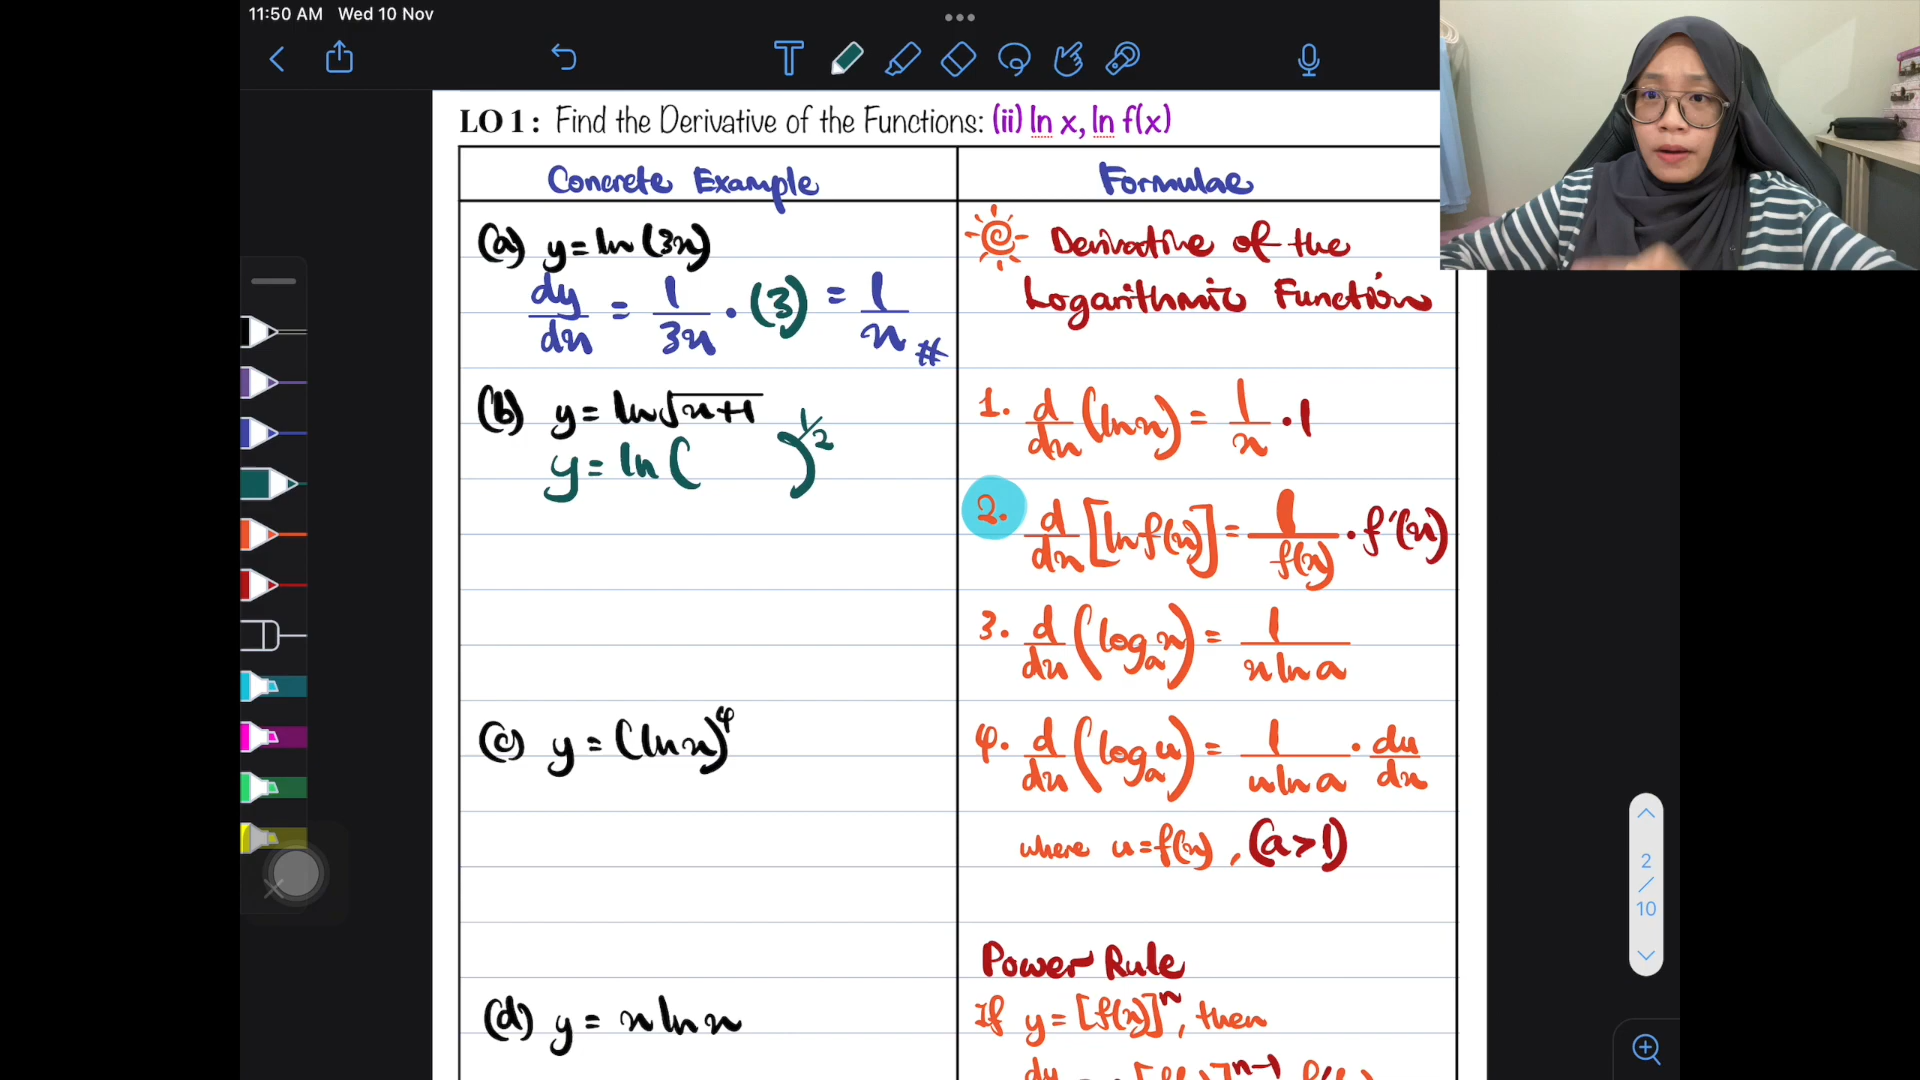 11:50 AM Wed 10 Nov
LO 1: Find the Derivative of the Functions: (ii) ln x, ln f(x)
Concrete Example
(a) y = ln(3x)
dy/dx = 1/3x · (3) = 1/x #
(b) y = ln√x+1
y = ln( )^1/2
(c) y = (ln x)^4
(d) y = x ln x
Formulae
Derivative of the
Logarithmic Function
1. d/dx (ln x) = 1/x · 1
2. d/dx [ln f(x)] = 1/f(x) · f'(x)
3. d/dx (log_a x) = 1/x ln a
4. d/dx (log_a u) = 1/u ln a · du/dx
where u = f(x), (a > 1)
Power Rule
If y = [f(x)]^n, then
2
/
10